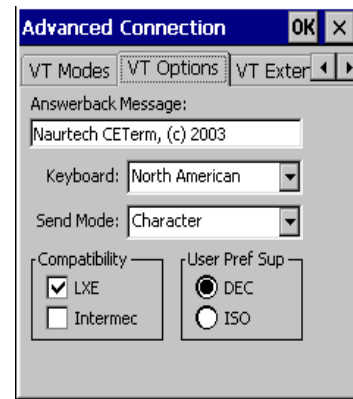 Advanced Connection OK ×
VT Modes VT Options VT Exter
Answerback Message:
Naurtech CETerm, (c) 2003
Keyboard: North American
Send Mode: Character
Compatibility User Pref Sup
LXE DEC
Intermec ISO